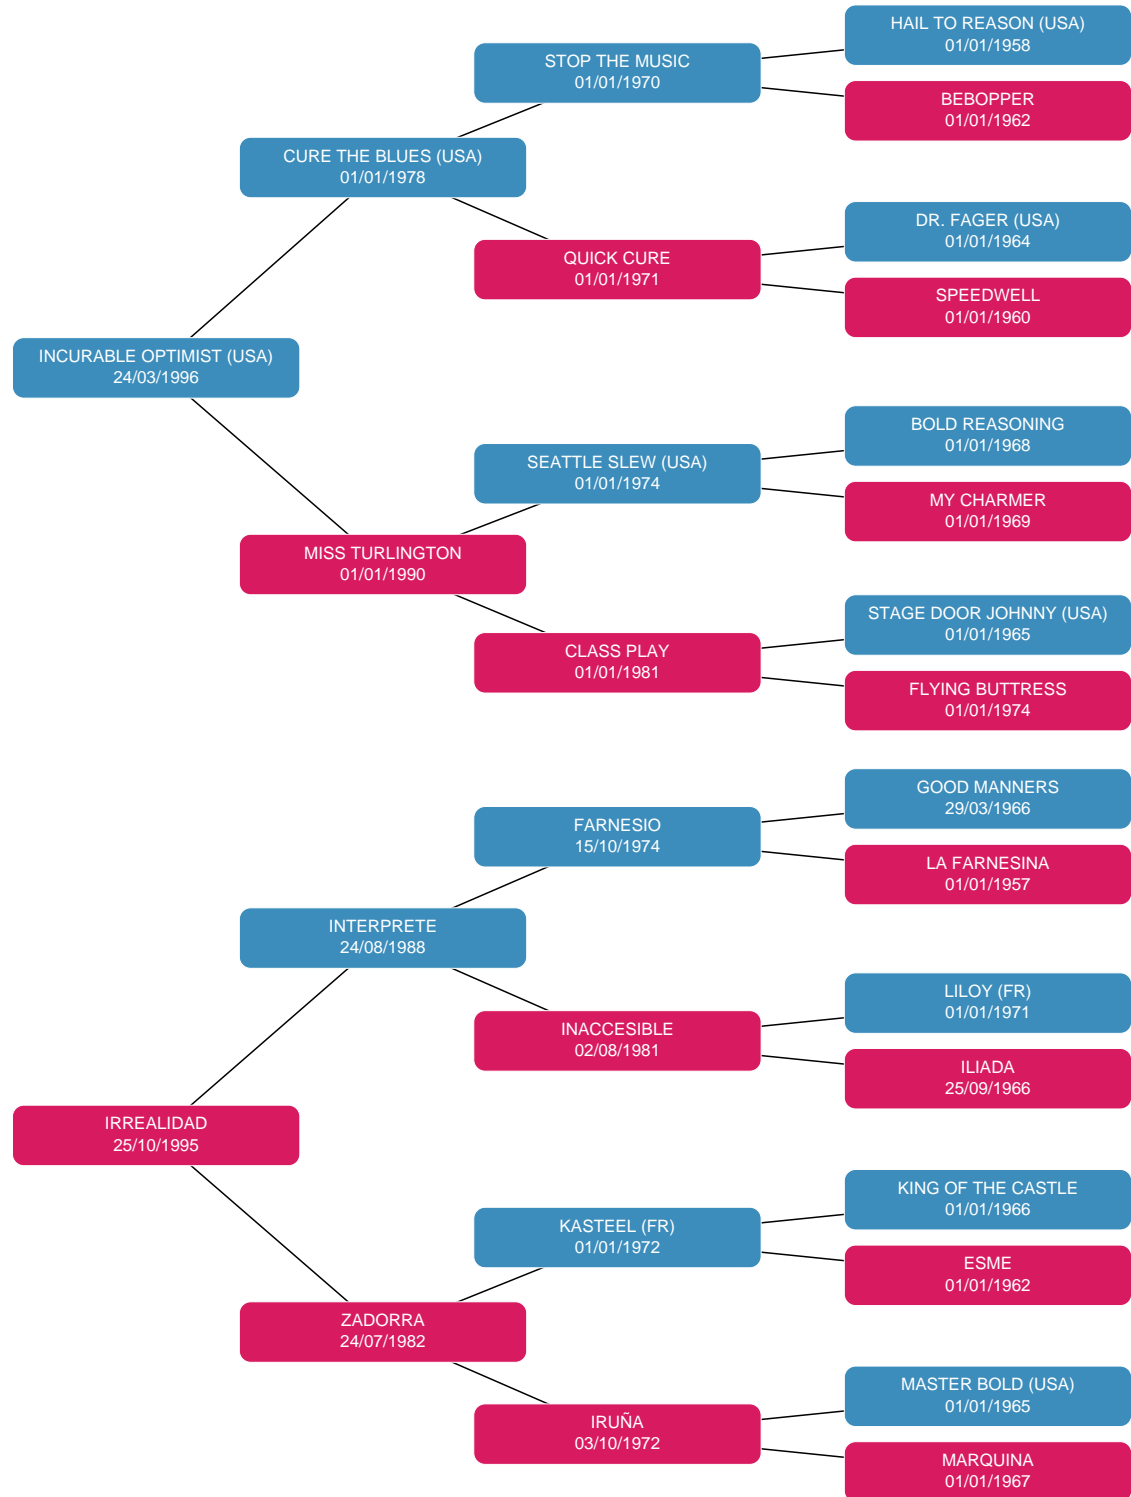 HAIL TO REASON (USA)
01/01/1958
STOP THE MUSIC
01/01/1970
BEBOPPER
01/01/1962
CURE THE BLUES (USA)
01/01/1978
DR. FAGER (USA)
01/01/1964
QUICK CURE
01/01/1971
SPEEDWELL
01/01/1960
INCURABLE OPTIMIST (USA)
24/03/1996
BOLD REASONING
01/01/1968
SEATTLE SLEW (USA)
01/01/1974
MY CHARMER
01/01/1969
MISS TURLINGTON
01/01/1990
STAGE DOOR JOHNNY (USA)
01/01/1965
CLASS PLAY
01/01/1981
FLYING BUTTRESS
01/01/1974
GOOD MANNERS
29/03/1966
FARNESIO
15/10/1974
LA FARNESINA
01/01/1957
INTERPRETE
24/08/1988
LILOY (FR)
01/01/1971
INACCESIBLE
02/08/1981
ILIADA
25/09/1966
IRREALIDAD
25/10/1995
KING OF THE CASTLE
01/01/1966
KASTEEL (FR)
01/01/1972
ESME
01/01/1962
ZADORRA
24/07/1982
MASTER BOLD (USA)
01/01/1965
IRUÑA
03/10/1972
MARQUINA
01/01/1967